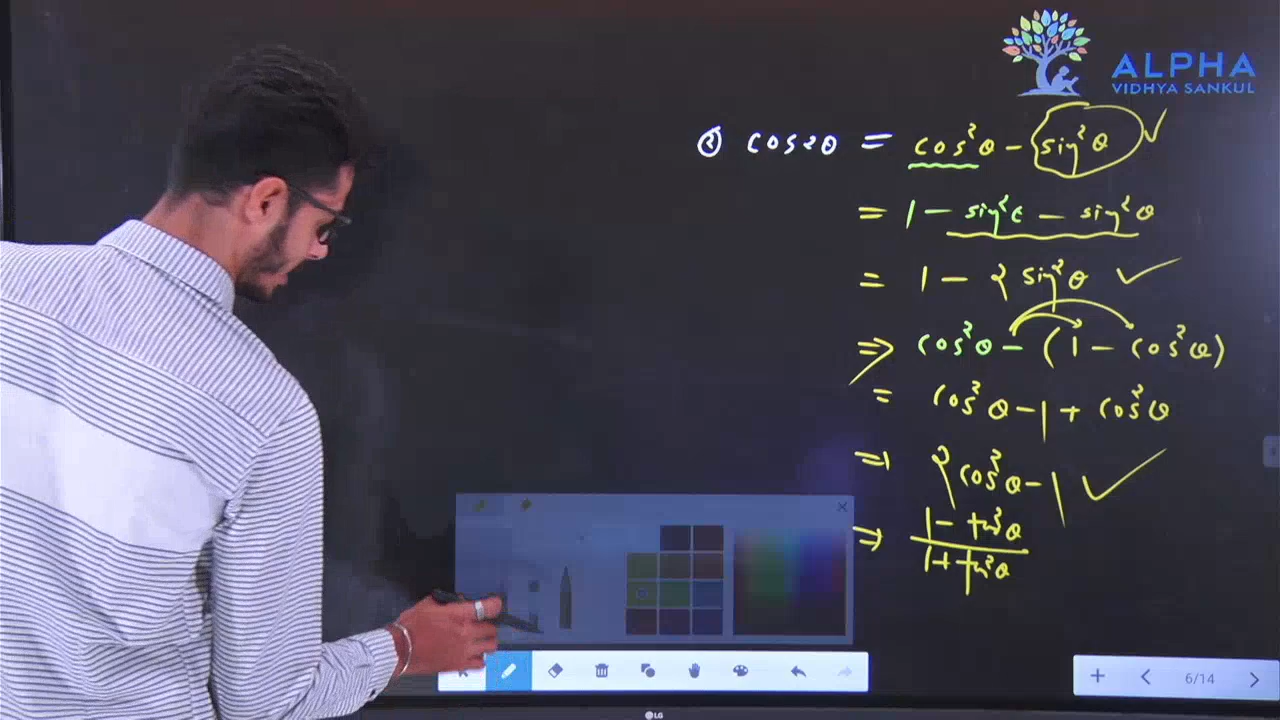 ALPHA
VIDHYA SANKUL
② cos2θ = cos²θ - sin²θ ✓
= 1 - sin²θ - sin²θ
= 1 - 2 sin²θ ✓
⇒ cos²θ - (1 - cos²θ)
= cos²θ - 1 + cos²θ
⇒ 2cos²θ - 1 ✓
⇒ 1 - tan²θ
1 + tan²θ
6/14
LG